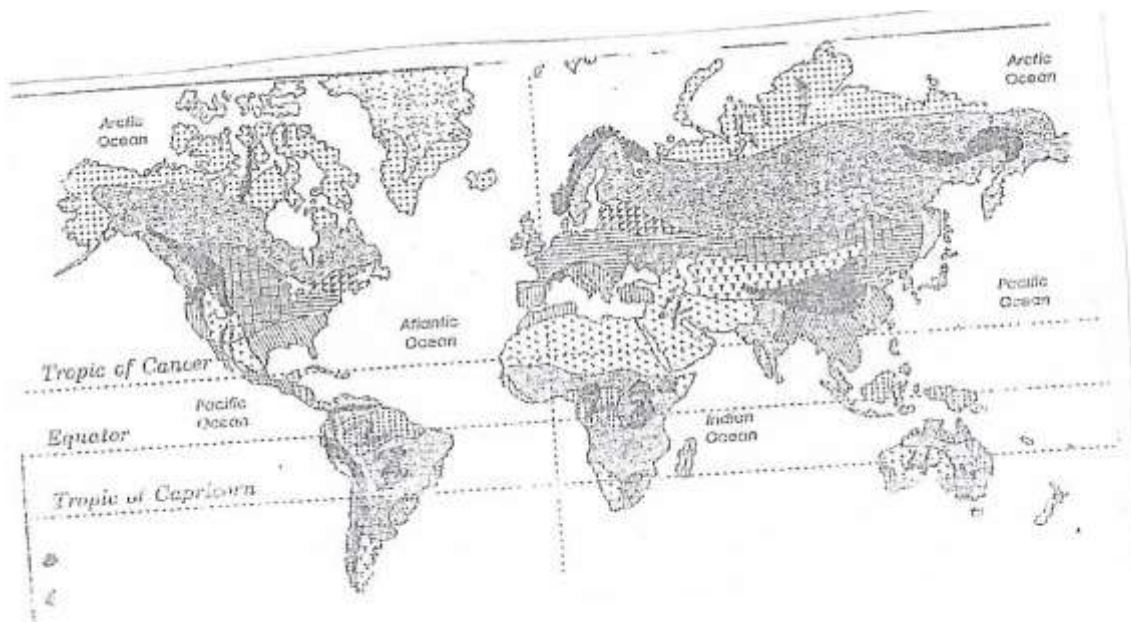 0°
Arctic
Ocean
Arctic
Ocean
Pacific
Ocean
Atlantic
Ocean
Tropic of Cancer
Pacific
Ocean
Equator
Indian
Ocean
Tropic of Capricorn